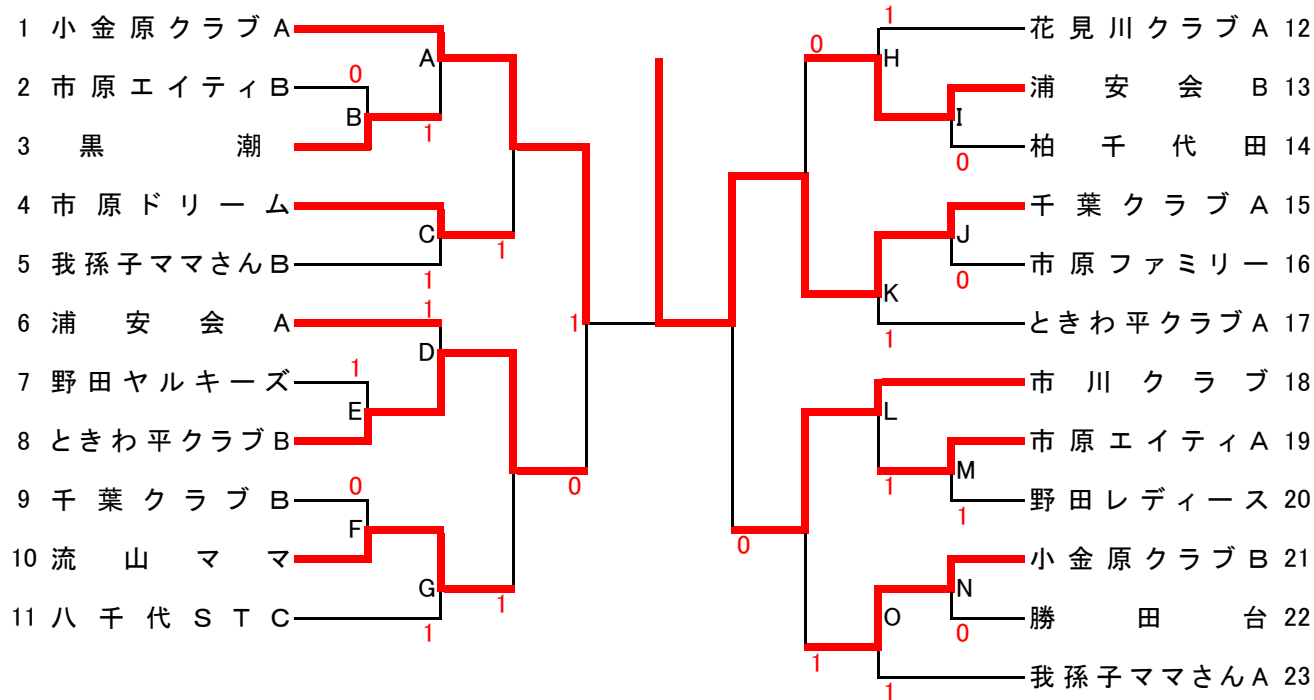 1 小金原クラブA
A
2 市原エイティB
0
B
3 黒潮
1
4 市原ドリーム
C
1
5 我孫子ママさんB
1
6 浦安会A
1
D
1
7 野田ヤルキーズ
1
E
8 ときわ平クラブB
9 千葉クラブB
0
0
F
10 流山ママ
G
1
11 八千代STC
1
1
花見川クラブA 12
0
H
浦安会B 13
I
柏千代田 14
0
千葉クラブA 15
J
市原ファミリー 16
0
K
ときわ平クラブA 17
1
市川クラブ 18
L
市原エイティA 19
M
1
野田レディース 20
1
0
小金原クラブB 21
N
勝田台 22
0
O
1
我孫子ママさんA 23
1